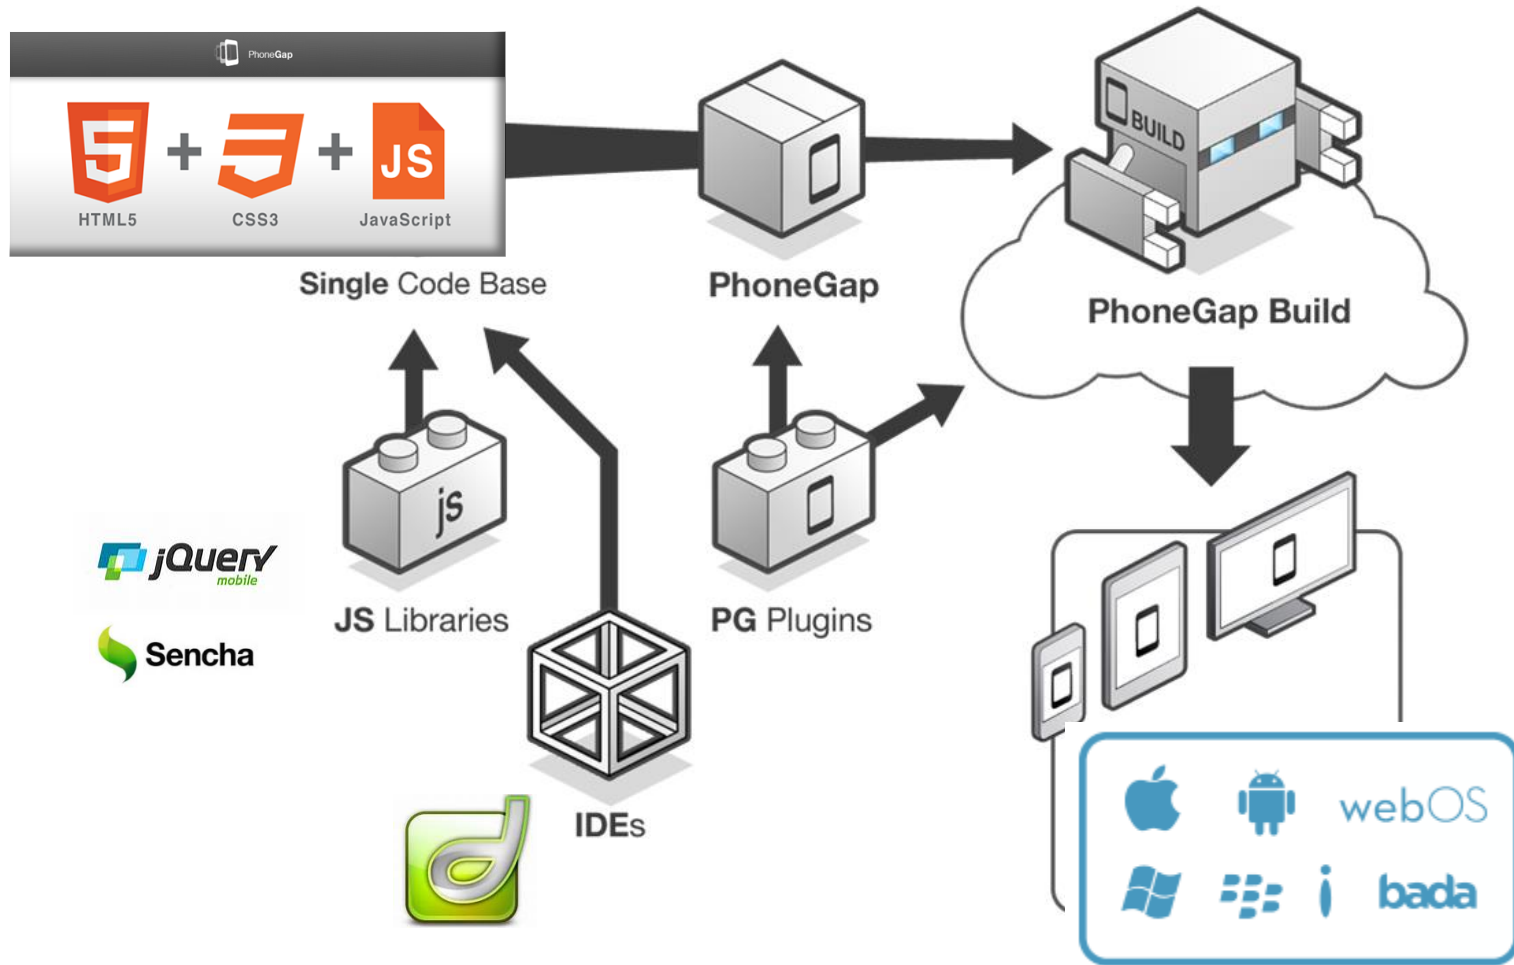 PhoneGap
5
JS
HTML5
CSS3
JavaScript
Single Code Base
PhoneGap
BUILD
PhoneGap Build
js
jQuery
mobile
JS Libraries
PG Plugins
Sencha
IDEs
webOS
bada